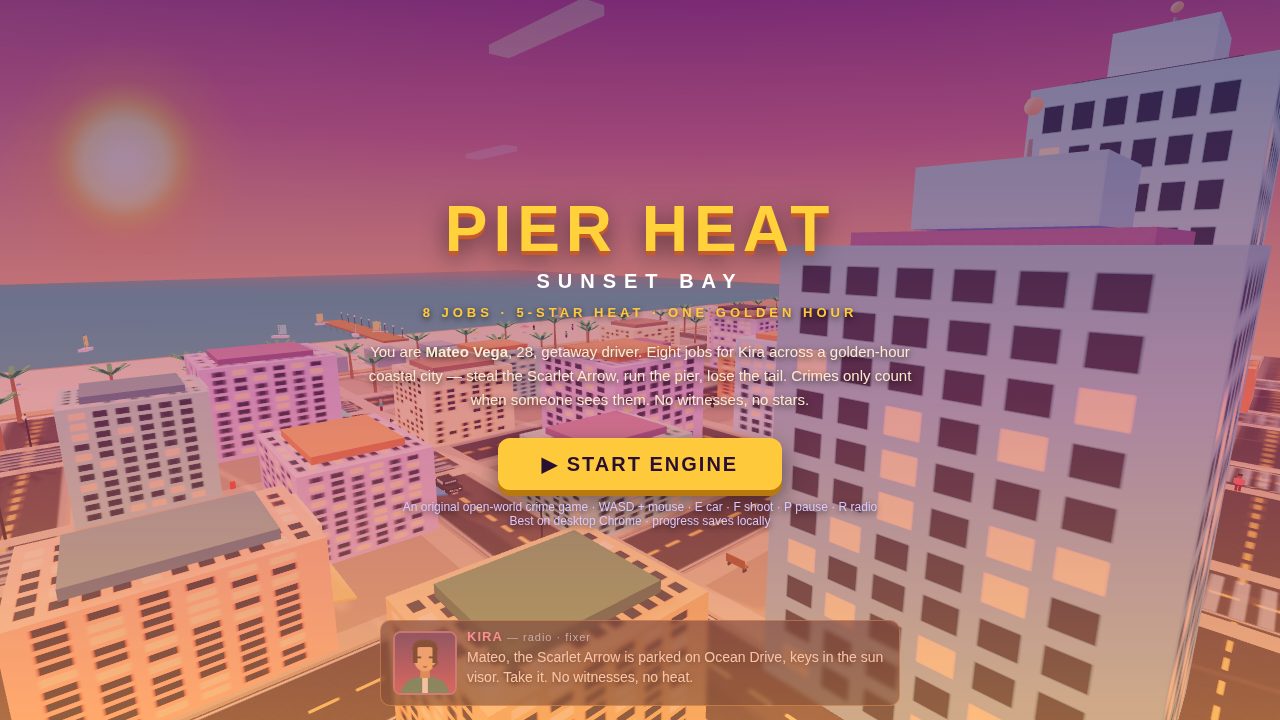 PIER HEAT
SUNSET BAY
8 JOBS · 5-STAR HEAT · ONE GOLDEN HOUR
You are Mateo Vega, 28, getaway driver. Eight jobs for Kira across a golden-hour
coastal city — steal the Scarlet Arrow, run the pier, lose the tail. Crimes only count
when someone sees them. No witnesses, no stars.
▶ START ENGINE
An original open-world crime game · WASD + mouse · E car · F shoot · P pause · R radio
Best on desktop Chrome · progress saves locally
KIRA — radio · fixer
Mateo, the Scarlet Arrow is parked on Ocean Drive, keys in the sun
visor. Take it. No witnesses, no heat.